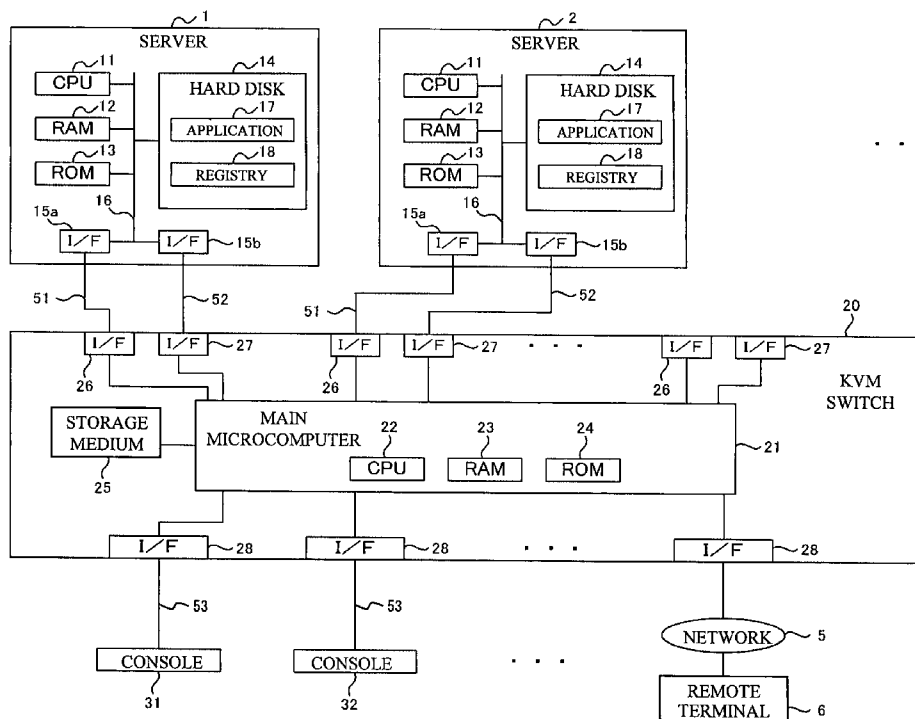 1
SERVER
11
CPU
12
RAM
13
ROM
14
HARD DISK
17
APPLICATION
18
REGISTRY
16
15a
I/F
I/F
15b
2
SERVER
11
CPU
12
RAM
13
ROM
14
HARD DISK
17
APPLICATION
18
REGISTRY
16
15a
I/F
I/F
15b
. .
51
52
51
52
20
I/F
26
I/F
27
I/F
26
I/F
27
. . .
I/F
26
I/F
27
KVM
SWITCH
STORAGE
MEDIUM
25
MAIN
MICROCOMPUTER
22
CPU
23
RAM
24
ROM
21
I/F
28
I/F
28
. . .
I/F
28
53
53
CONSOLE
31
CONSOLE
32
. . .
NETWORK
5
REMOTE
TERMINAL
6